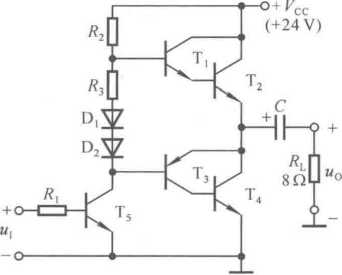 +V_CC
(+24 V)
R_2
T_1
R_3
T_2
D_1
+ C
+
D_2
T_3
R_L
8 Ω
u_O
R_1
T_4
+
T_5
u_I
−
−